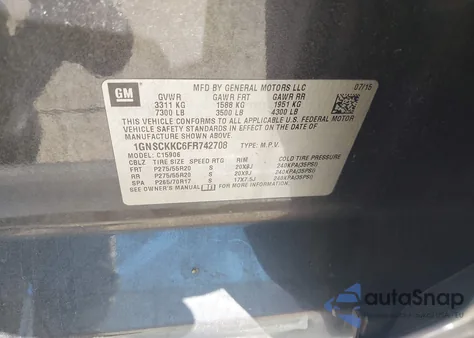 GM
MFD BY GENERAL MOTORS LLC
07/15
GVWR GAWR FRT GAWR RR
3311 KG 1588 KG 1951 KG
7300 LB 3500 LB 4300 LB
THIS VEHICLE CONFORMS TO ALL APPLICABLE U.S. FEDERAL MOTOR
VEHICLE SAFETY STANDARDS IN EFFECT ON THE DATE OF
MANUFACTURE SHOWN ABOVE.
1GNSCKKC6FR742708 TYPE: M.P.V.
MODEL: C15906
CBLZ TIRE SIZE SPEED RTG RIM COLD TIRE PRESSURE
FRT P275/55R20 S 20X9J 240KPA(35PSI)
RR P275/55R20 S 20X9J 240KPA(35PSI)
SPA P265/70R17 S 17X7.5J 240KPA(35PSI)
SEE OWNER'S MANUAL
autoSnap